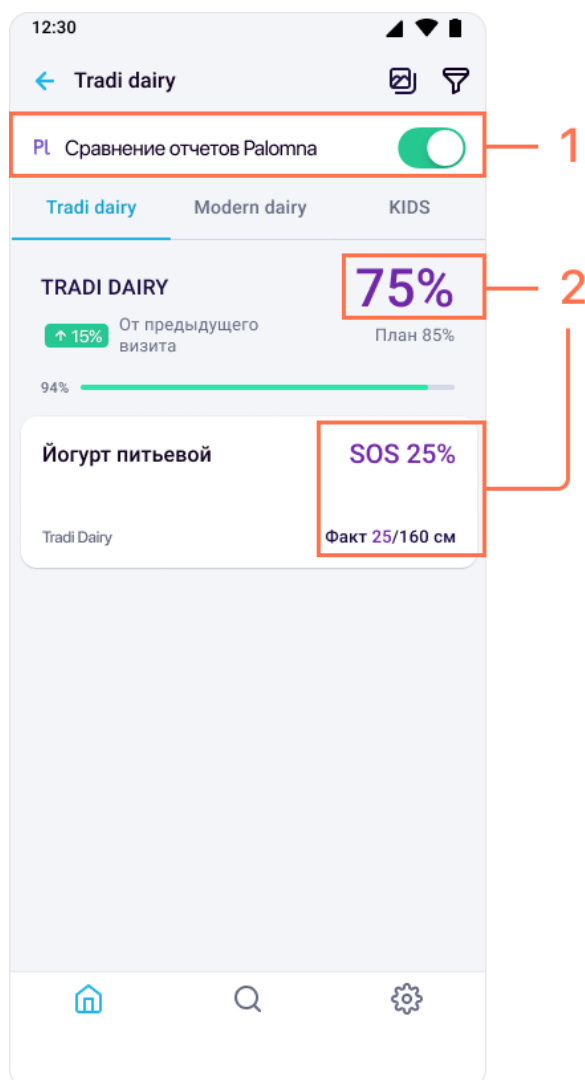 12:30
Tradi dairy
Pl Сравнение отчетов Palomna
1
Tradi dairy Modern dairy KIDS
TRADI DAIRY 75%
2
↑ 15% От предыдущего
визита
План 85%
94%
Йогурт питьевой SOS 25%
Tradi Dairy Факт 25/160 см